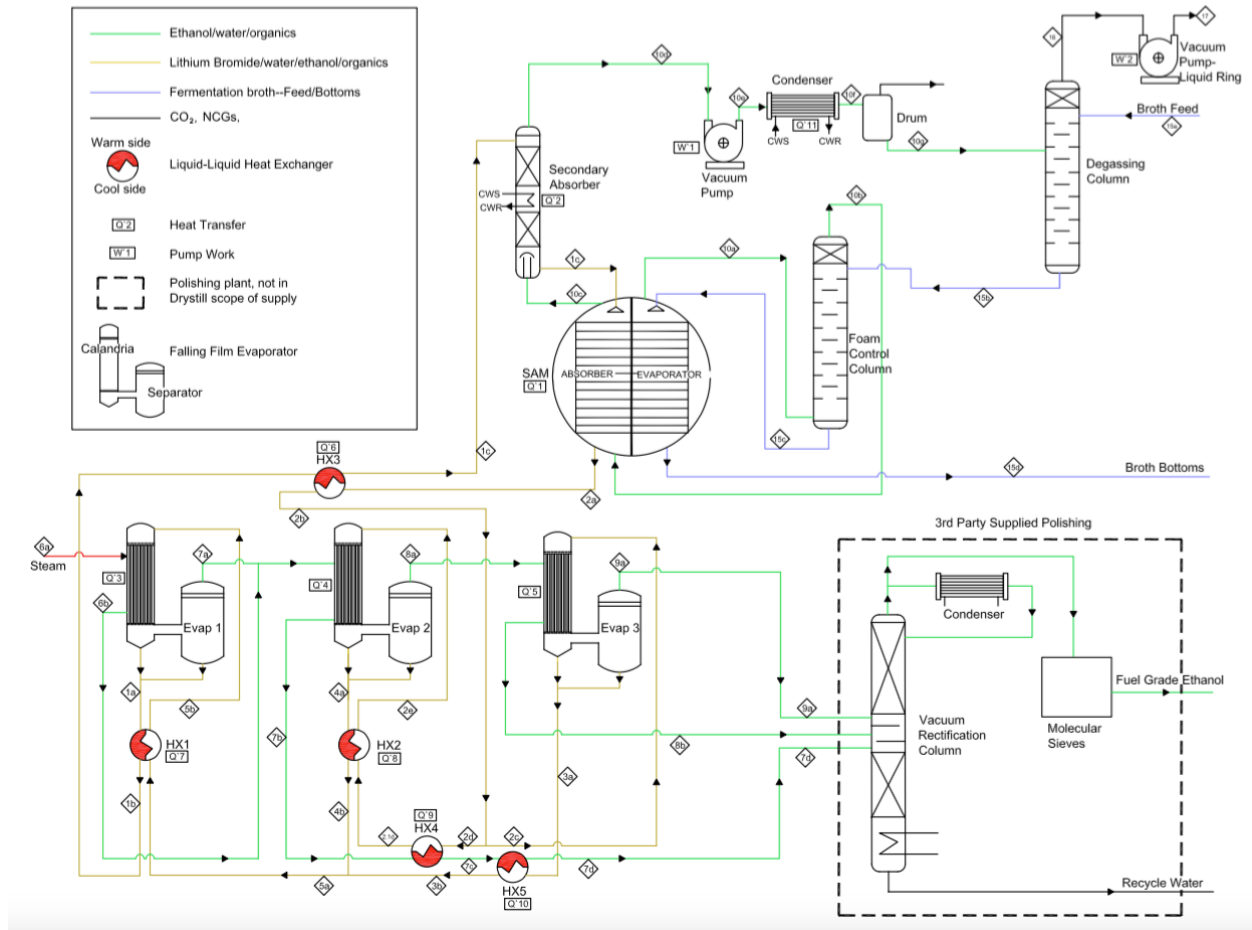 Ethanol/water/organics
Lithium Bromide/water/ethanol/organics
Fermentation broth--Feed/Bottoms
CO₂, NCGs,
Warm side
Liquid-Liquid Heat Exchanger
Cool side
Q˙2
Heat Transfer
W˙1
Pump Work
Polishing plant, not in
Drystill scope of supply
Calandria
Falling Film Evaporator
Separator
10d
Secondary
Absorber
CWS
CWR
Q˙2
1c
10c
W˙1
Vacuum
Pump
10e
Condenser
Q˙11
CWS
CWR
10f
Drum
10g
16
17
W˙2
Vacuum
Pump-
Liquid Ring
Broth Feed
15a
Degassing
Column
15b
10a
10b
Foam
Control
Column
15c
SAM
Q˙1
ABSORBER
EVAPORATOR
15d
Broth Bottoms
Q˙6
HX3
1c
2a
2b
6a
Steam
Q˙3
6b
7a
Evap 1
1a
5b
HX1
Q˙7
1b
Q˙4
8a
Evap 2
4a
2e
7b
HX2
Q˙8
4b
Q˙5
9a
Evap 3
3a
8b
Q˙9
HX4
2d
2c
7c
7d
HX5
Q˙10
3b
5a
9a
7d
3rd Party Supplied Polishing
Condenser
Vacuum
Rectification
Column
Molecular
Sieves
Fuel Grade Ethanol
Recycle Water